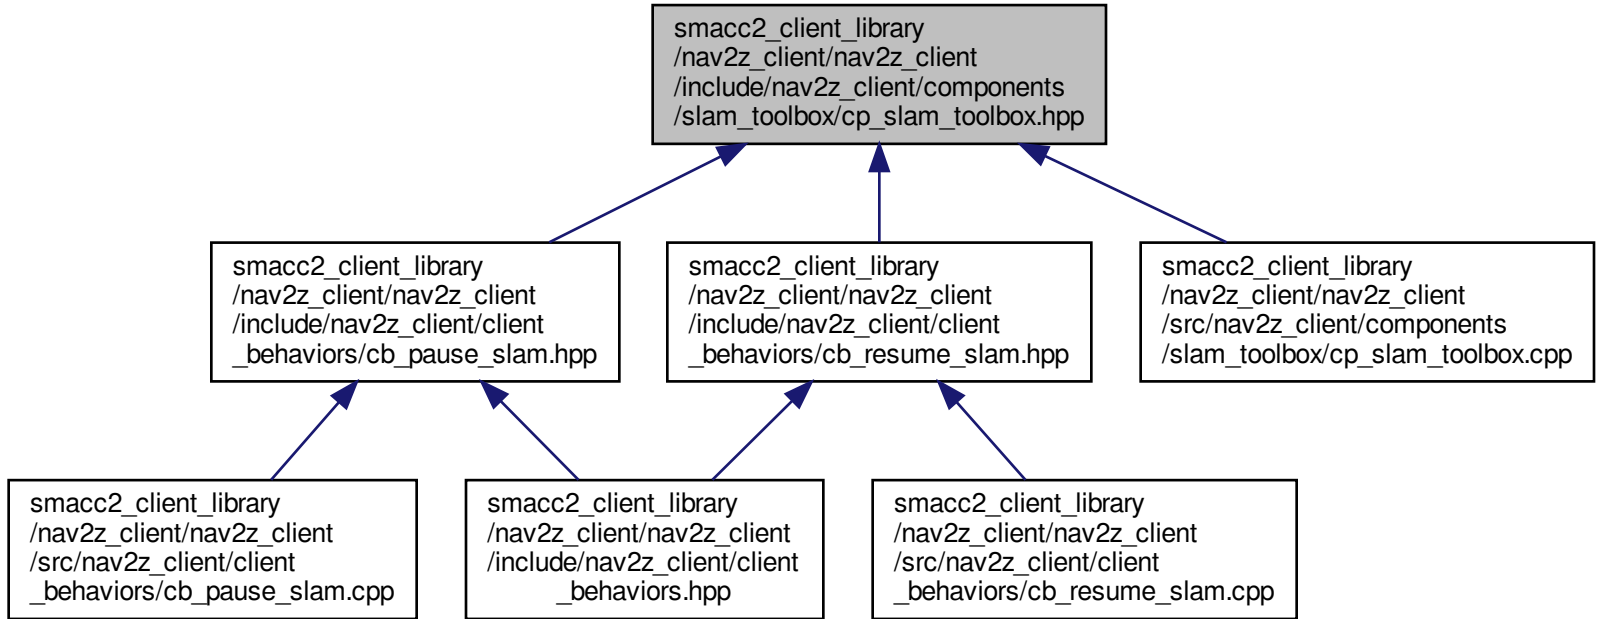 smacc2_client_library
/nav2z_client/nav2z_client
/include/nav2z_client/components
/slam_toolbox/cp_slam_toolbox.hpp
smacc2_client_library
/nav2z_client/nav2z_client
/include/nav2z_client/client
_behaviors/cb_pause_slam.hpp
smacc2_client_library
/nav2z_client/nav2z_client
/include/nav2z_client/client
_behaviors/cb_resume_slam.hpp
smacc2_client_library
/nav2z_client/nav2z_client
/src/nav2z_client/components
/slam_toolbox/cp_slam_toolbox.cpp
smacc2_client_library
/nav2z_client/nav2z_client
/src/nav2z_client/client
_behaviors/cb_pause_slam.cpp
smacc2_client_library
/nav2z_client/nav2z_client
/include/nav2z_client/client
_behaviors.hpp
smacc2_client_library
/nav2z_client/nav2z_client
/src/nav2z_client/client
_behaviors/cb_resume_slam.cpp